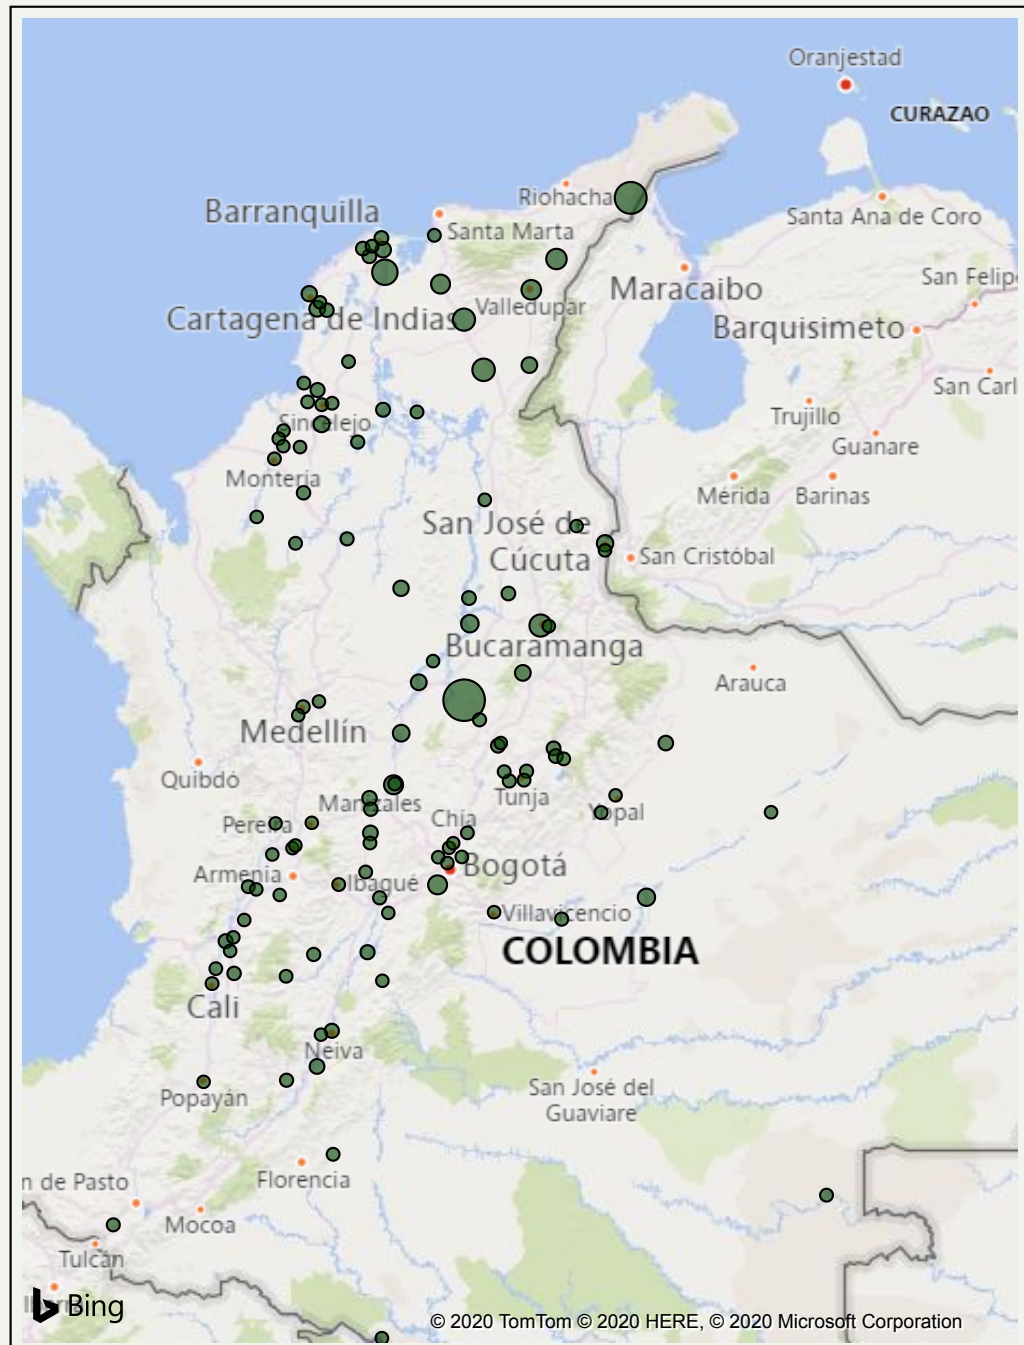 Oranjestad
CURAZAO
Riohacha
Barranquilla
Santa Ana de Coro
Santa Marta
San Felip
Maracaibo
Valledupar
Cartagena de Indias
Barquisimeto
San Carl
Trujillo
Sincelejo
Guanare
Montería
Mérida
Barinas
San José de
Cúcuta
San Cristóbal
Bucaramanga
Arauca
Medellín
Quibdó
Manizales
Tunja
Yopal
Pereira
Chía
Bogotá
Armenia
Ibagué
Villavicencio
COLOMBIA
Cali
Neiva
San José del
Guaviare
Popayán
Florencia
n de Pasto
Mocoa
Tulcán
Bing
© 2020 TomTom © 2020 HERE, © 2020 Microsoft Corporation